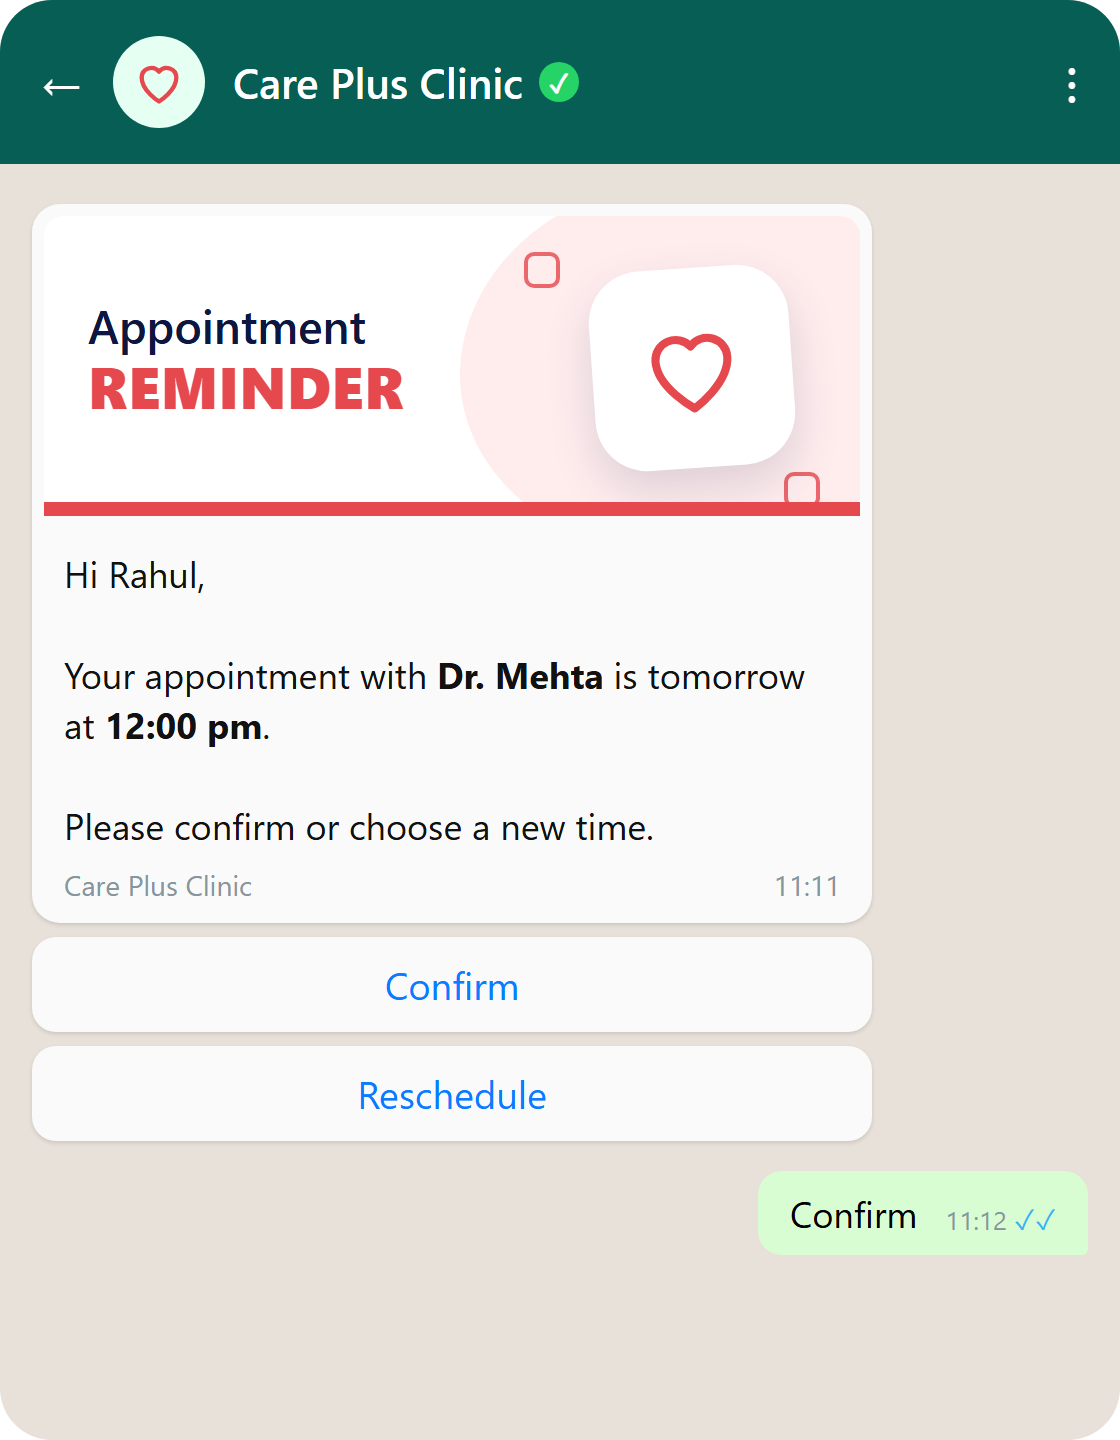 Care Plus Clinic
Appointment
REMINDER
Hi Rahul,
Your appointment with Dr. Mehta is tomorrow
at 12:00 pm.
Please confirm or choose a new time.
Care Plus Clinic 11:11
Confirm
Reschedule
Confirm 11:12